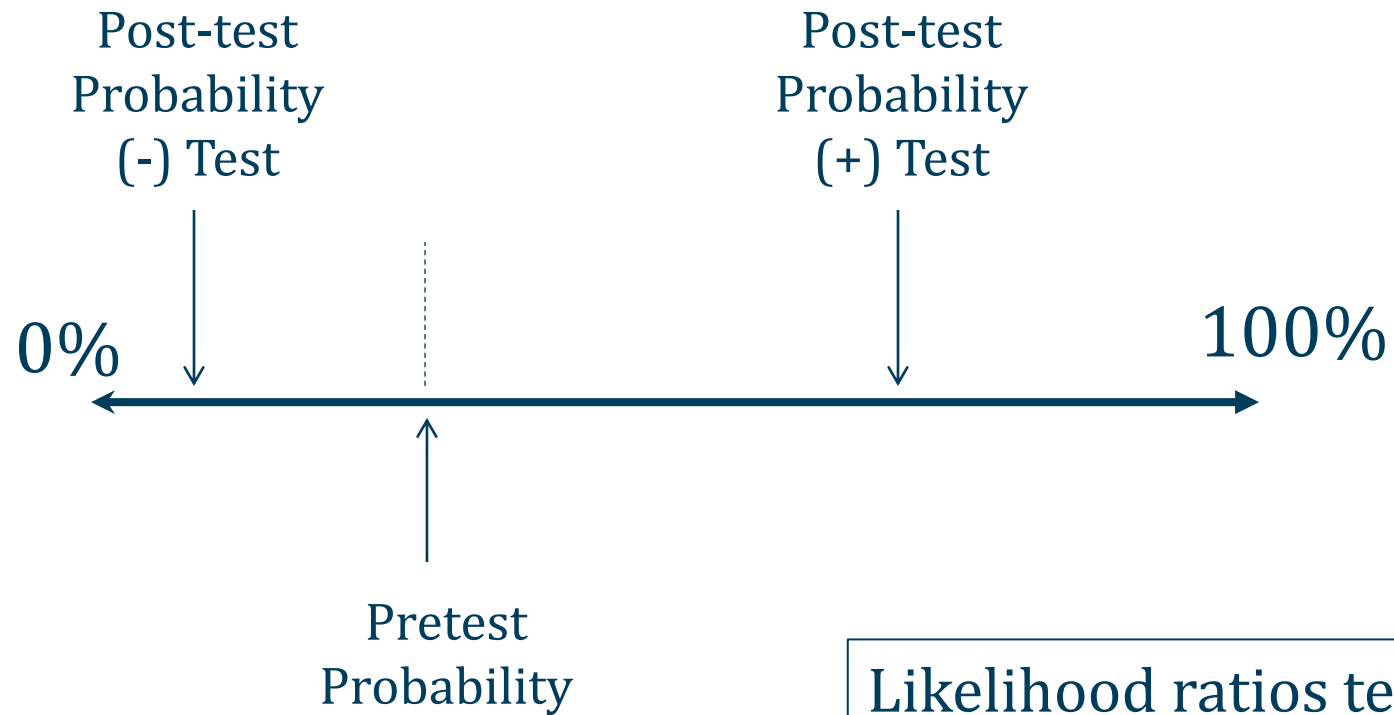 Post-test
Probability
(-) Test
Post-test
Probability
(+) Test
0%
100%
Pretest
Probability
Likelihood ratios te